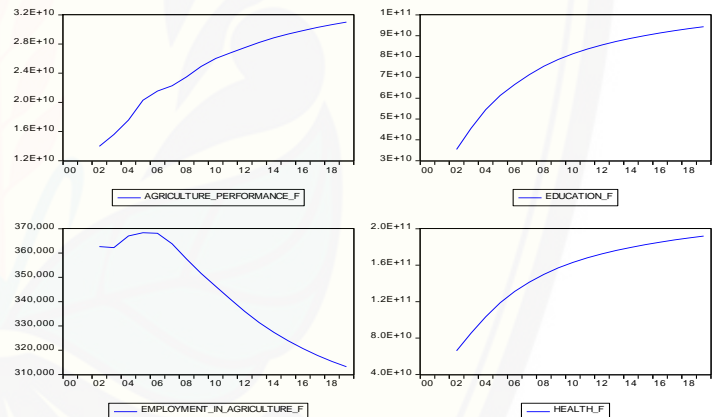 3.2E+10
2.8E+10
2.4E+10
2.0E+10
1.6E+10
1.2E+10
00 02 04 06 08 10 12 14 16 18
AGRICULTURE_PERFORMANCE_F
1E+11
9E+10
8E+10
7E+10
6E+10
5E+10
4E+10
3E+10
00 02 04 06 08 10 12 14 16 18
EDUCATION_F
370,000
360,000
350,000
340,000
330,000
320,000
310,000
00 02 04 06 08 10 12 14 16 18
EMPLOYMENT_IN_AGRICULTURE_F
2.0E+11
1.6E+11
1.2E+11
8.0E+10
4.0E+10
00 02 04 06 08 10 12 14 16 18
HEALTH_F